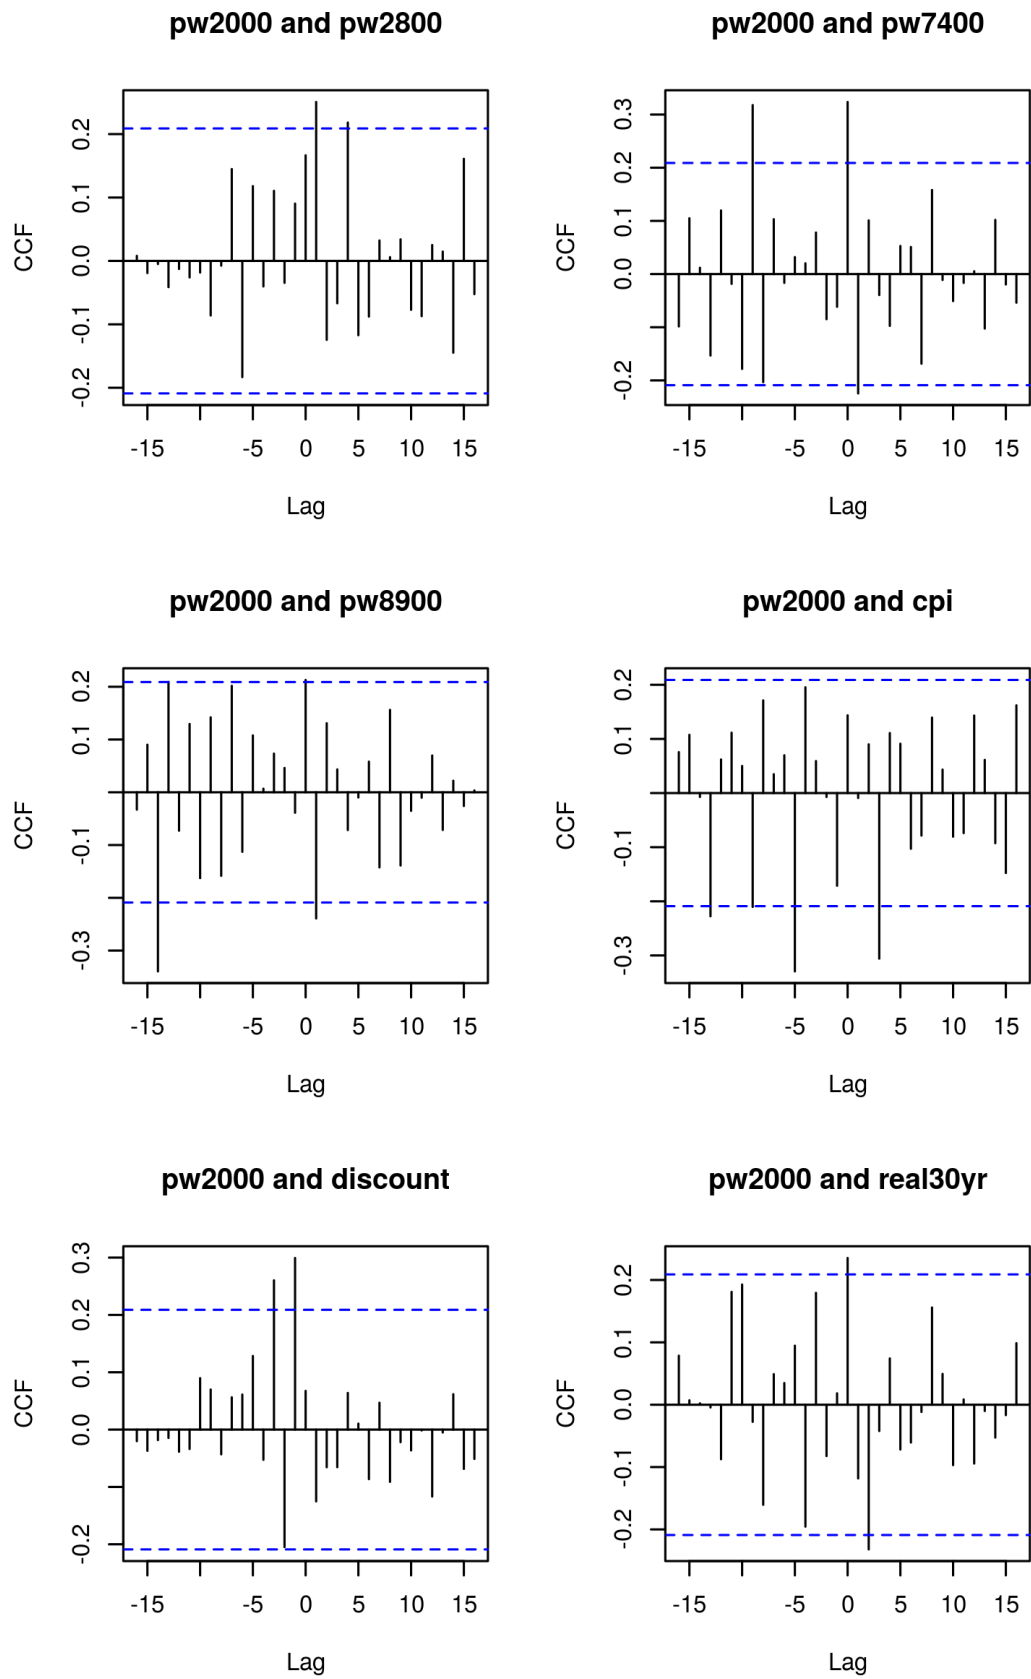 pw2000 and pw2800
CCF
0.2
0.1
0.0
-0.1
-0.2
-15 -5 0 5 10 15
Lag
pw2000 and pw7400
CCF
0.3
0.2
0.1
0.0
-0.2
-15 -5 0 5 10 15
Lag
pw2000 and pw8900
CCF
0.2
0.1
-0.1
-0.3
-15 -5 0 5 10 15
Lag
pw2000 and cpi
CCF
0.2
0.1
-0.1
-0.3
-15 -5 0 5 10 15
Lag
pw2000 and discount
CCF
0.3
0.2
0.1
0.0
-0.2
-15 -5 0 5 10 15
Lag
pw2000 and real30yr
CCF
0.2
0.1
0.0
-0.1
-0.2
-15 -5 0 5 10 15
Lag